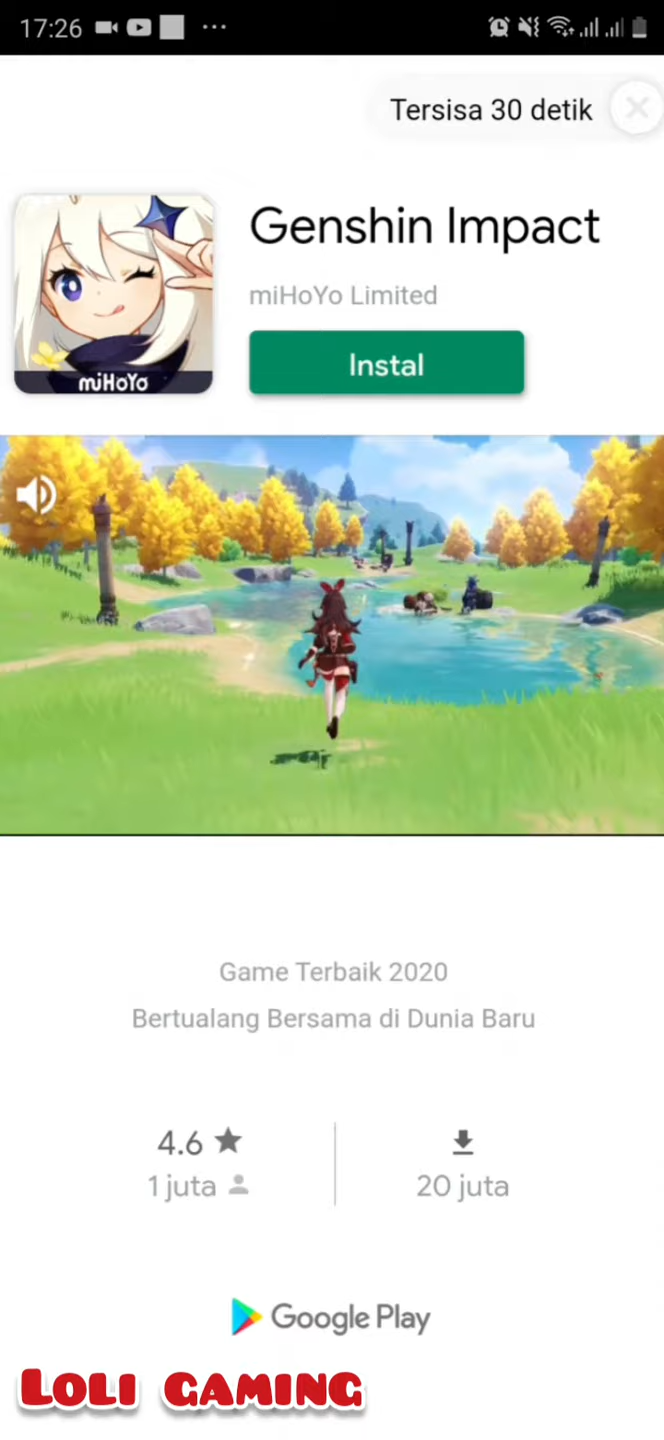 17:26
Tersisa 30 detik
Genshin Impact
miHoYo Limited
Instal
miHoYo
Game Terbaik 2020
Bertualang Bersama di Dunia Baru
4.6
1 juta
20 juta
Google Play
LOLI GAMING